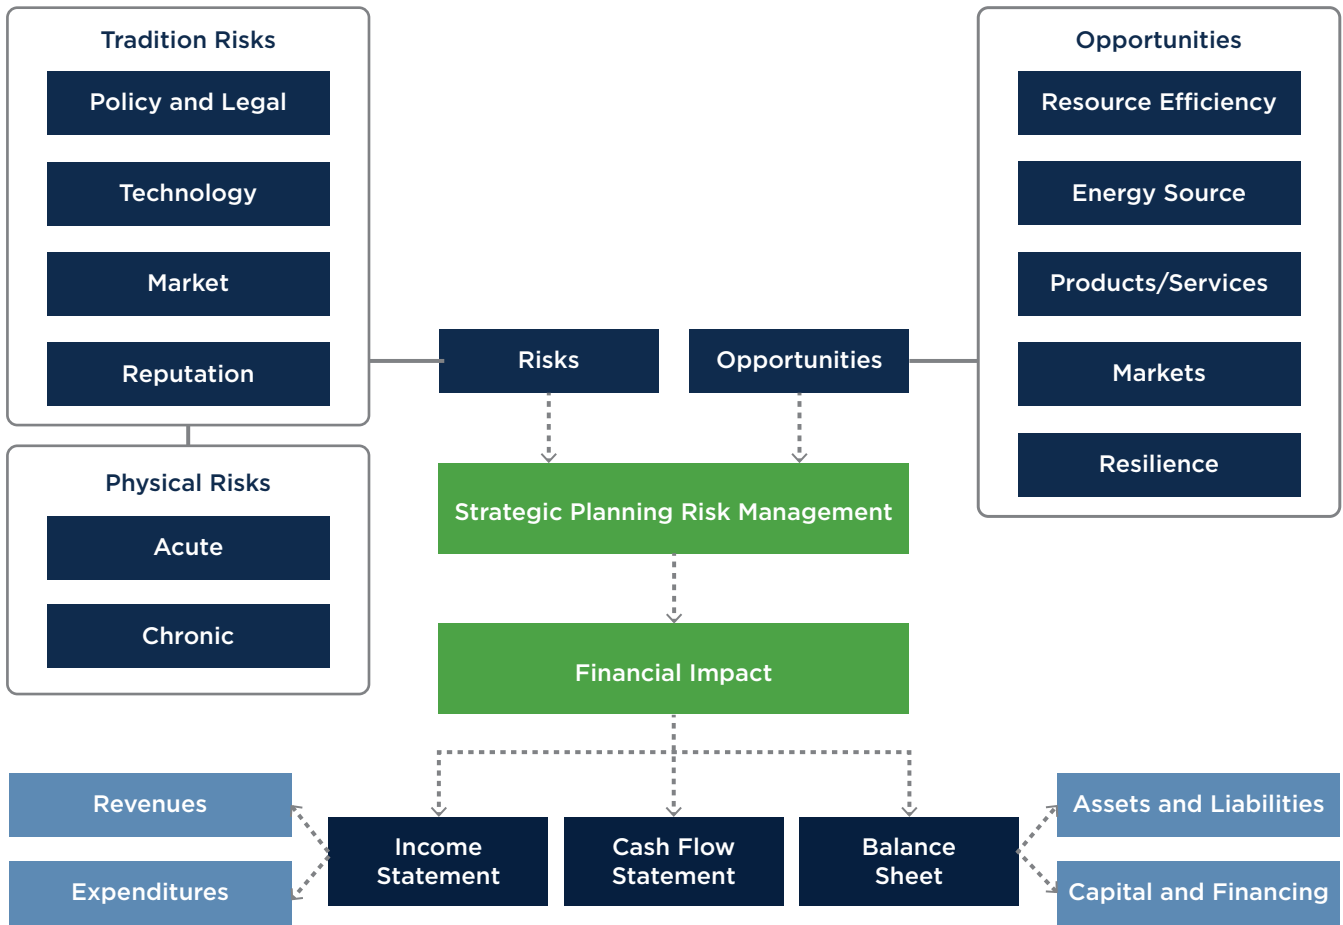 Tradition Risks
Policy and Legal
Technology
Market
Reputation
Physical Risks
Acute
Chronic
Risks
Opportunities
Strategic Planning Risk Management
Financial Impact
Opportunities
Resource Efficiency
Energy Source
Products/Services
Markets
Resilience
Revenues
Expenditures
Income
Statement
Cash Flow
Statement
Balance
Sheet
Assets and Liabilities
Capital and Financing